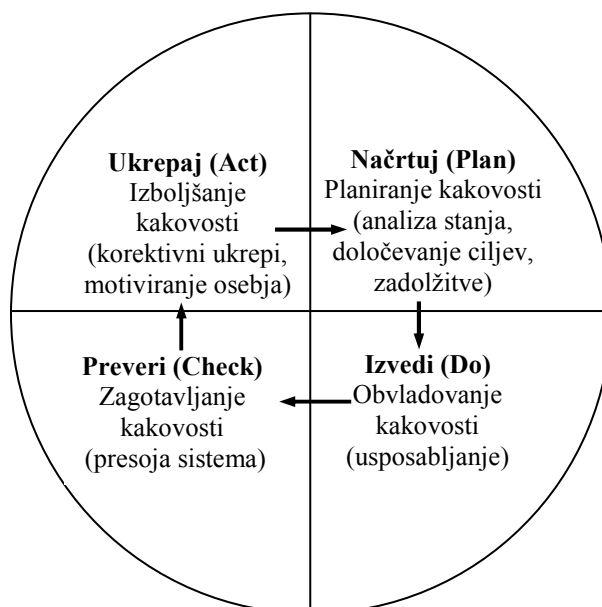 Ukrepaj (Act)
Izboljšanje
kakovosti
(korektivni ukrepi,
motiviranje osebja)
Načrtuj (Plan)
Planiranje kakovosti
(analiza stanja,
določevanje ciljev,
zadolžitve)
Preveri (Check)
Zagotavljanje
kakovosti
(presoja sistema)
Izvedi (Do)
Obvladovanje
kakovosti
(usposabljanje)